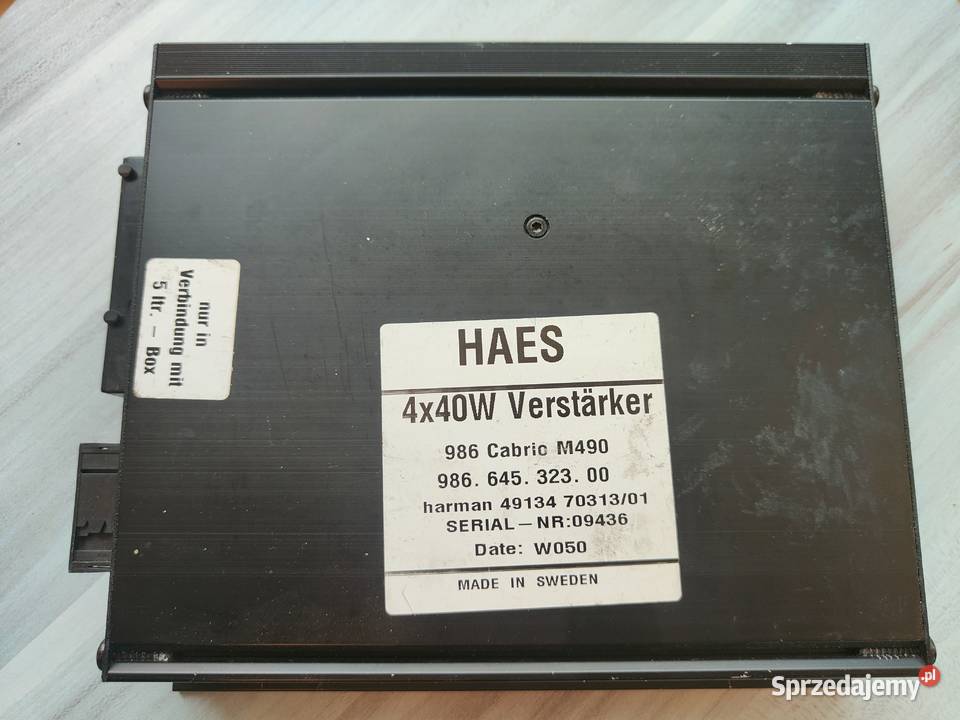 nur in
Verbindung mit
5 ltr. – Box
HAES
4x40W Verstärker
986 Cabrio M490
986. 645. 323. 00
harman 49134 70313/01
SERIAL – NR:09436
Date: W050
MADE IN SWEDEN
Sprzedajemy.pl